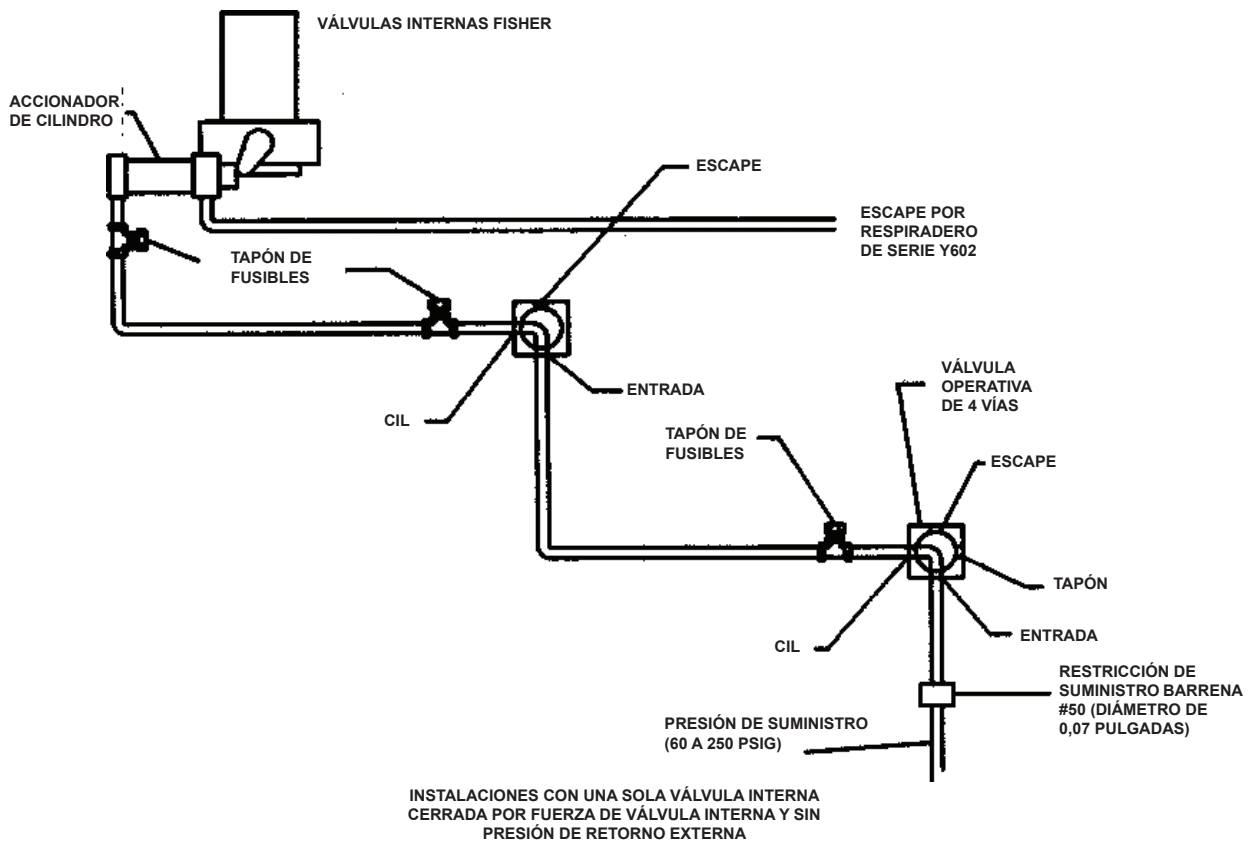 VÁLVULAS INTERNAS FISHER
ACCIONADOR
DE CILINDRO
ESCAPE
ESCAPE POR
RESPIRADERO
DE SERIE Y602
TAPÓN DE
FUSIBLES
VÁLVULA
OPERATIVA
DE 4 VÍAS
ENTRADA
CIL
TAPÓN DE
FUSIBLES
ESCAPE
TAPÓN
ENTRADA
CIL
RESTRICCIÓN DE
SUMINISTRO BARRENA
#50 (DIÁMETRO DE
0,07 PULGADAS)
PRESIÓN DE SUMINISTRO
(60 A 250 PSIG)
INSTALACIONES CON UNA SOLA VÁLVULA INTERNA
CERRADA POR FUERZA DE VÁLVULA INTERNA Y SIN
PRESIÓN DE RETORNO EXTERNA